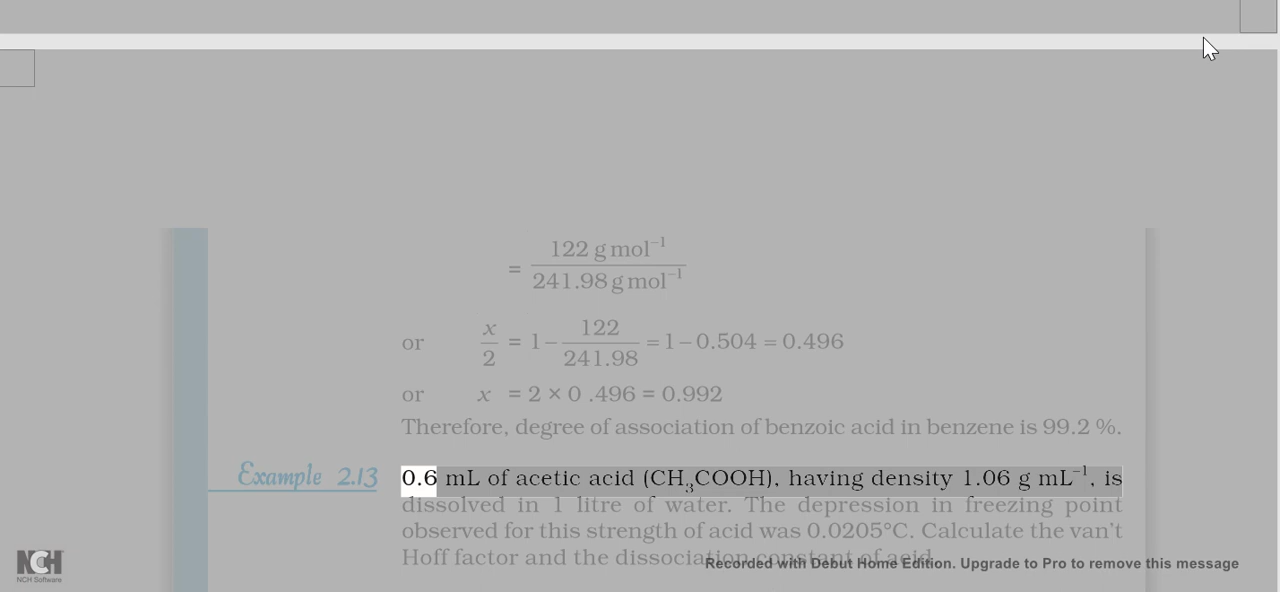 = 122 g mol⁻¹ / 241.98 g mol⁻¹
or x/2 = 1 – 122/241.98 = 1 – 0.504 = 0.496
or x = 2 × 0 .496 = 0.992
Therefore, degree of association of benzoic acid in benzene is 99.2 %.
Example 2.13 0.6 mL of acetic acid (CH₃COOH), having density 1.06 g mL⁻¹, is
dissolved in 1 litre of water. The depression in freezing point
observed for this strength of acid was 0.0205°C. Calculate the van't
Hoff factor and the dissociation constant of acid.
Recorded with Debut Home Edition. Upgrade to Pro to remove this message
NCH
NCH Software